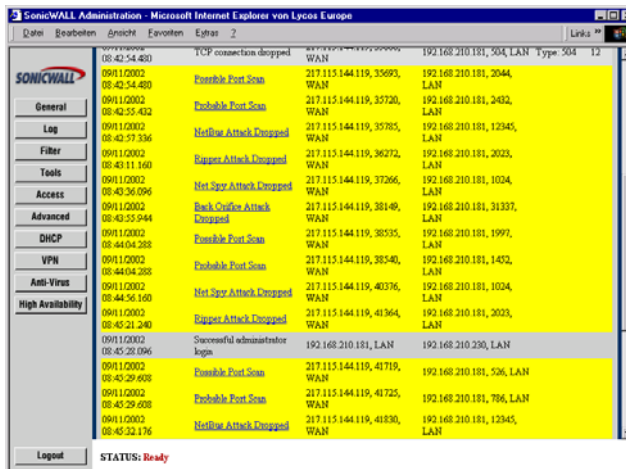 SonicWALL Administration - Microsoft Internet Explorer von Lycos Europe
Datei Bearbeiten Ansicht Favoriten Extras ?
Links »
SONICWALL
General
Log
Filter
Tools
Access
Advanced
DHCP
VPN
Anti-Virus
High Availability
Logout
08:42:54.480 TCP connection dropped WAN 192.168.210.181, 504, LAN Type: 504 12
09/11/2002 08:42:54.480 Possible Port Scan 217.115.144.119, 35693, WAN 192.168.210.181, 2044, LAN
09/11/2002 08:42:55.432 Probable Port Scan 217.115.144.119, 35720, WAN 192.168.210.181, 2432, LAN
09/11/2002 08:42:57.336 NetBus Attack Dropped 217.115.144.119, 35785, WAN 192.168.210.181, 12345, LAN
09/11/2002 08:43:11.160 Ripper Attack Dropped 217.115.144.119, 36272, WAN 192.168.210.181, 2023, LAN
09/11/2002 08:43:36.096 Net Spy Attack Dropped 217.115.144.119, 37266, WAN 192.168.210.181, 1024, LAN
09/11/2002 08:43:55.944 Back Orifice Attack Dropped 217.115.144.119, 38149, WAN 192.168.210.181, 31337, LAN
09/11/2002 08:44:04.288 Possible Port Scan 217.115.144.119, 38535, WAN 192.168.210.181, 1997, LAN
09/11/2002 08:44:04.288 Probable Port Scan 217.115.144.119, 38540, WAN 192.168.210.181, 1452, LAN
09/11/2002 08:44:56.160 Net Spy Attack Dropped 217.115.144.119, 40376, WAN 192.168.210.181, 1024, LAN
09/11/2002 08:45:21.240 Ripper Attack Dropped 217.115.144.119, 41364, WAN 192.168.210.181, 2023, LAN
09/11/2002 08:45:28.096 Successful administrator login 192.168.210.181, LAN 192.168.210.230, LAN
09/11/2002 08:45:29.608 Possible Port Scan 217.115.144.119, 41719, WAN 192.168.210.181, 526, LAN
09/11/2002 08:45:29.608 Probable Port Scan 217.115.144.119, 41725, WAN 192.168.210.181, 786, LAN
09/11/2002 08:45:32.176 NetBus Attack Dropped 217.115.144.119, 41830, WAN 192.168.210.181, 12345, LAN
STATUS: Ready